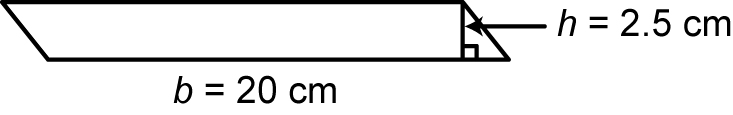 h = 2.5 cm
b = 20 cm